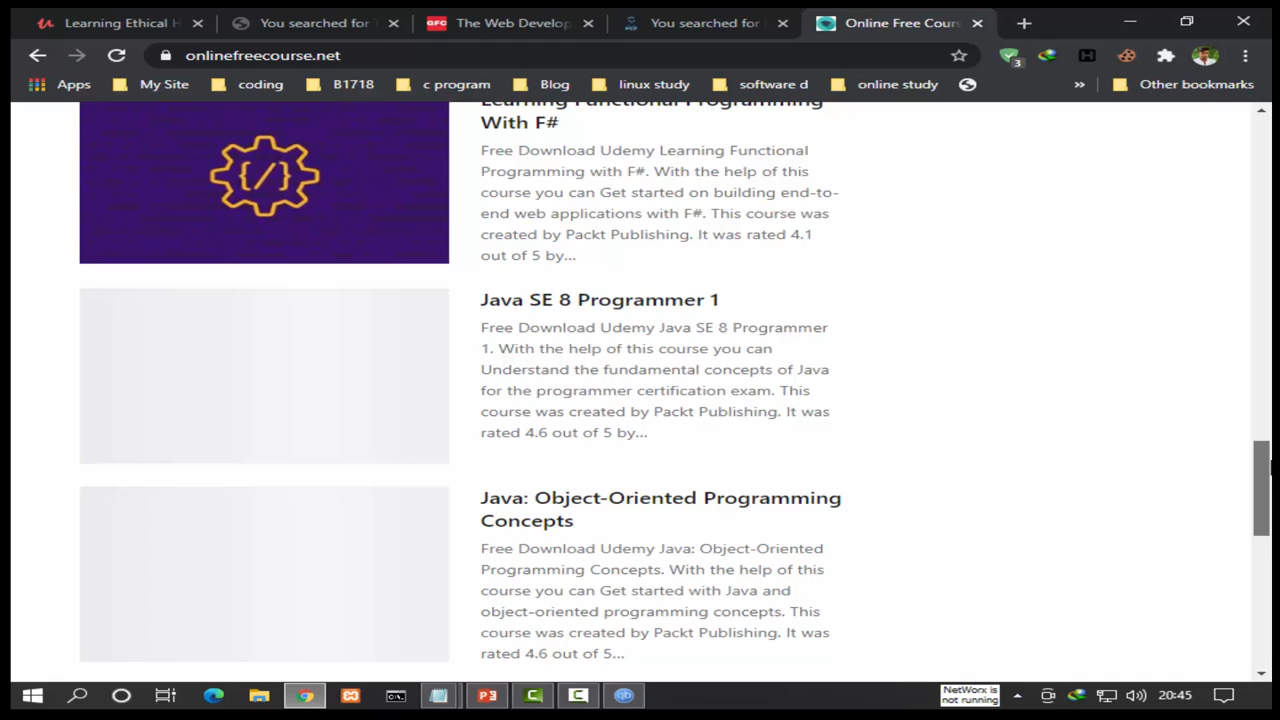 Learning Ethical H
You searched for T
GFC
The Web Develop
You searched for
Online Free Cour
onlinefreecourse.net
3
Apps
My Site
coding
B1718
c program
Blog
linux study
software d
online study
»
Other bookmarks
Learning Functional Programming
With F#
Free Download Udemy Learning Functional
Programming with F#. With the help of this
course you can Get started on building end-to-
end web applications with F#. This course was
created by Packt Publishing. It was rated 4.1
out of 5 by...
Java SE 8 Programmer 1
Free Download Udemy Java SE 8 Programmer
1. With the help of this course you can
Understand the fundamental concepts of Java
for the programmer certification exam. This
course was created by Packt Publishing. It was
rated 4.6 out of 5 by...
Java: Object-Oriented Programming
Concepts
Free Download Udemy Java: Object-Oriented
Programming Concepts. With the help of this
course you can Get started with Java and
object-oriented programming concepts. This
course was created by Packt Publishing. It was
rated 4.6 out of 5...
NetWorx is
not running
20:45